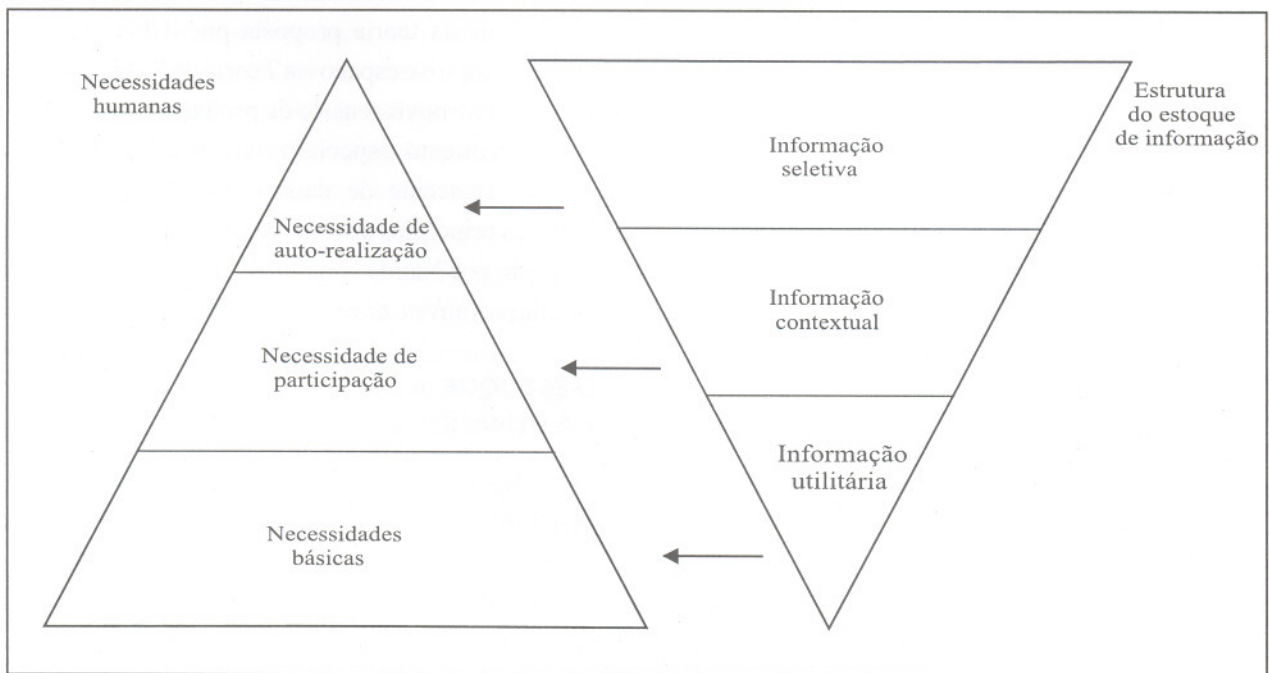 Necessidades
humanas
Necessidade de
auto-realização
Necessidade de
participação
Necessidades
básicas
Informação
seletiva
Informação
contextual
Informação
utilitária
Estrutura
do estoque
de informação